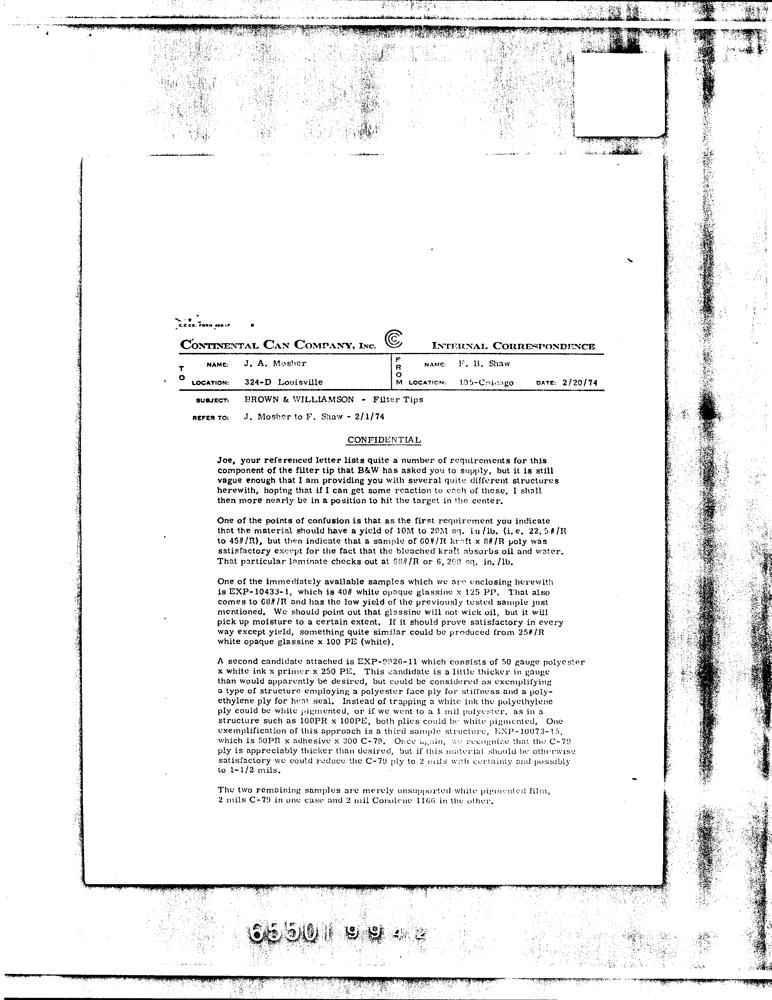 C.C.CO. FORM
CONTINENTAL CAN COMPANY, INC. INTERNAL CORRESPONDENCE
TO NAME: J. A. Mosher FROM NAME: F. B. Shaw
LOCATION: 324-D Louisville LOCATION: 195-Chicago DATE: 2/20/74
SUBJECT: BROWN & WILLIAMSON - Filter Tips
REFER TO: J. Mosher to F. Shaw - 2/1/74
CONFIDENTIAL
Joe, your referenced letter lists quite a number of requirements for this
component of the filter tip that B&W has asked you to supply, but it is still
vague enough that I am providing you with several quite different structures
herewith, hoping that if I can get some reaction to each of these, I shall
then more nearly be in a position to hit the target in the center.
One of the points of confusion is that as the first requirement you indicate
that the material should have a yield of 10M to 20M sq. in/lb. (i.e. 22.5#/R
to 45#/R), but then indicate that a sample of 60#/R kraft x 8#/R poly was
satisfactory except for the fact that the bleached kraft absorbs oil and water.
That particular laminate checks out at 68#/R or 6,260 sq. in./lb.
One of the immediately available samples which we are enclosing herewith
is EXP-10433-1, which is 40# white opaque glassine x 125 PP. That also
comes to 68#/R and has the low yield of the previously tested sample just
mentioned. We should point out that glassine will not wick oil, but it will
pick up moisture to a certain extent. If it should prove satisfactory in every
way except yield, something quite similar could be produced from 25#/R
white opaque glassine x 100 PE (white).
A second candidate attached is EXP-9926-11 which consists of 50 gauge polyester
x white ink x primer x 250 PE. This candidate is a little thicker in gauge
than would apparently be desired, but could be considered as exemplifying
a type of structure employing a polyester face ply for stiffness and a poly-
ethylene ply for heat seal. Instead of trapping a white ink the polyethylene
ply could be white pigmented, or if we went to a 1 mil polyester, as in a
structure such as 100PR x 100PE, both plies could be white pigmented. One
exemplification of this approach is a third sample structure, EXP-10073-15,
which is 50PR x adhesive x 300 C-79. Once again, we recognize that the C-79
ply is appreciably thicker than desired, but if this material should be otherwise
satisfactory we could reduce the C-79 ply to 2 mils with certainty and possibly
to 1-1/2 mils.
The two remaining samples are merely unsupported white pigmented film,
2 mils C-79 in one case and 2 mil Conolene 1166 in the other.
655019942